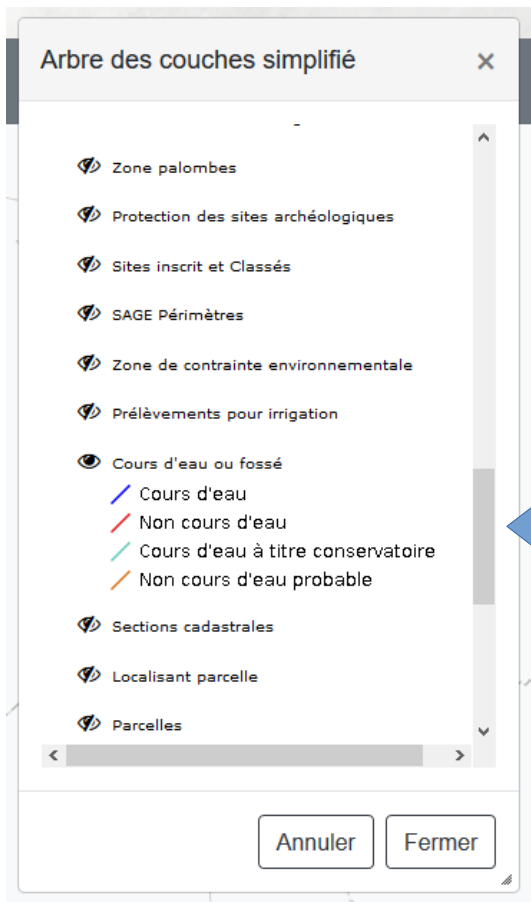 Arbre des couches simplifié ×
Zone palombes
Protection des sites archéologiques
Sites inscrit et Classés
SAGE Périmètres
Zone de contrainte environnementale
Prélèvements pour irrigation
Cours d'eau ou fossé
Cours d'eau
Non cours d'eau
Cours d'eau à titre conservatoire
Non cours d'eau probable
Sections cadastrales
Localisant parcelle
Parcelles
Annuler Fermer